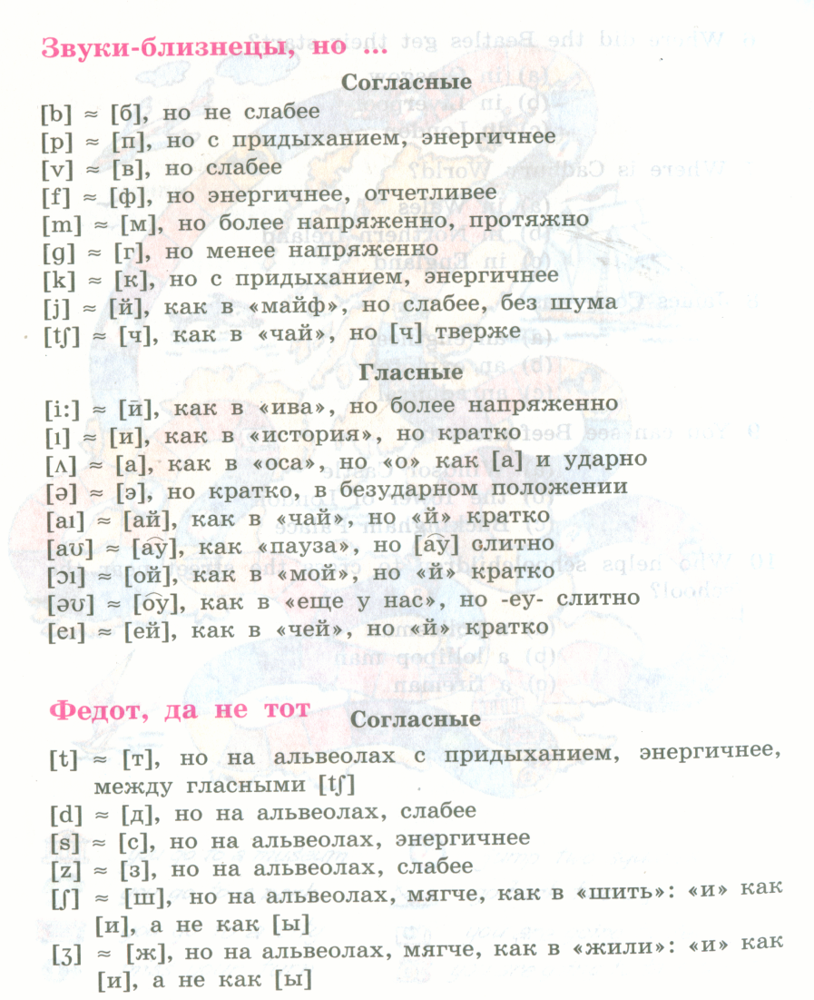 Звуки-близнецы, но ...
Согласные
[b] ≈ [б], но не слабее
[p] ≈ [п], но с придыханием, энергичнее
[v] ≈ [в], но слабее
[f] ≈ [ф], но энергичнее, отчетливее
[m] ≈ [м], но более напряженно, протяжно
[g] ≈ [г], но менее напряженно
[k] ≈ [к], но с придыханием, энергичнее
[j] ≈ [й], как в «майф», но слабее, без шума
[tʃ] ≈ [ч], как в «чай», но [ч] тверже
Гласные
[i:] ≈ [й], как в «ива», но более напряженно
[ı] ≈ [и], как в «история», но кратко
[ʌ] ≈ [а], как в «оса», но «о» как [а] и ударно
[ə] ≈ [э], но кратко, в безударном положении
[aı] ≈ [ай], как в «чай», но «й» кратко
[aʊ] ≈ [а͡у], как «пауза», но [а͡у] слитно
[ɔı] ≈ [ой], как в «мой», но «й» кратко
[əʊ] ≈ [о͡у], как в «еще у нас», но -еу- слитно
[eı] ≈ [ей], как в «чей», но «й» кратко
Федот, да не тот
Согласные
[t] ≈ [т], но на альвеолах с придыханием, энергичнее,
между гласными [tʃ]
[d] ≈ [д], но на альвеолах, слабее
[s] ≈ [с], но на альвеолах, энергичнее
[z] ≈ [з], но на альвеолах, слабее
[ʃ] ≈ [ш], но на альвеолах, мягче, как в «шить»: «и» как
[и], а не как [ы]
[ʒ] ≈ [ж], но на альвеолах, мягче, как в «жили»: «и» как
[и], а не как [ы]